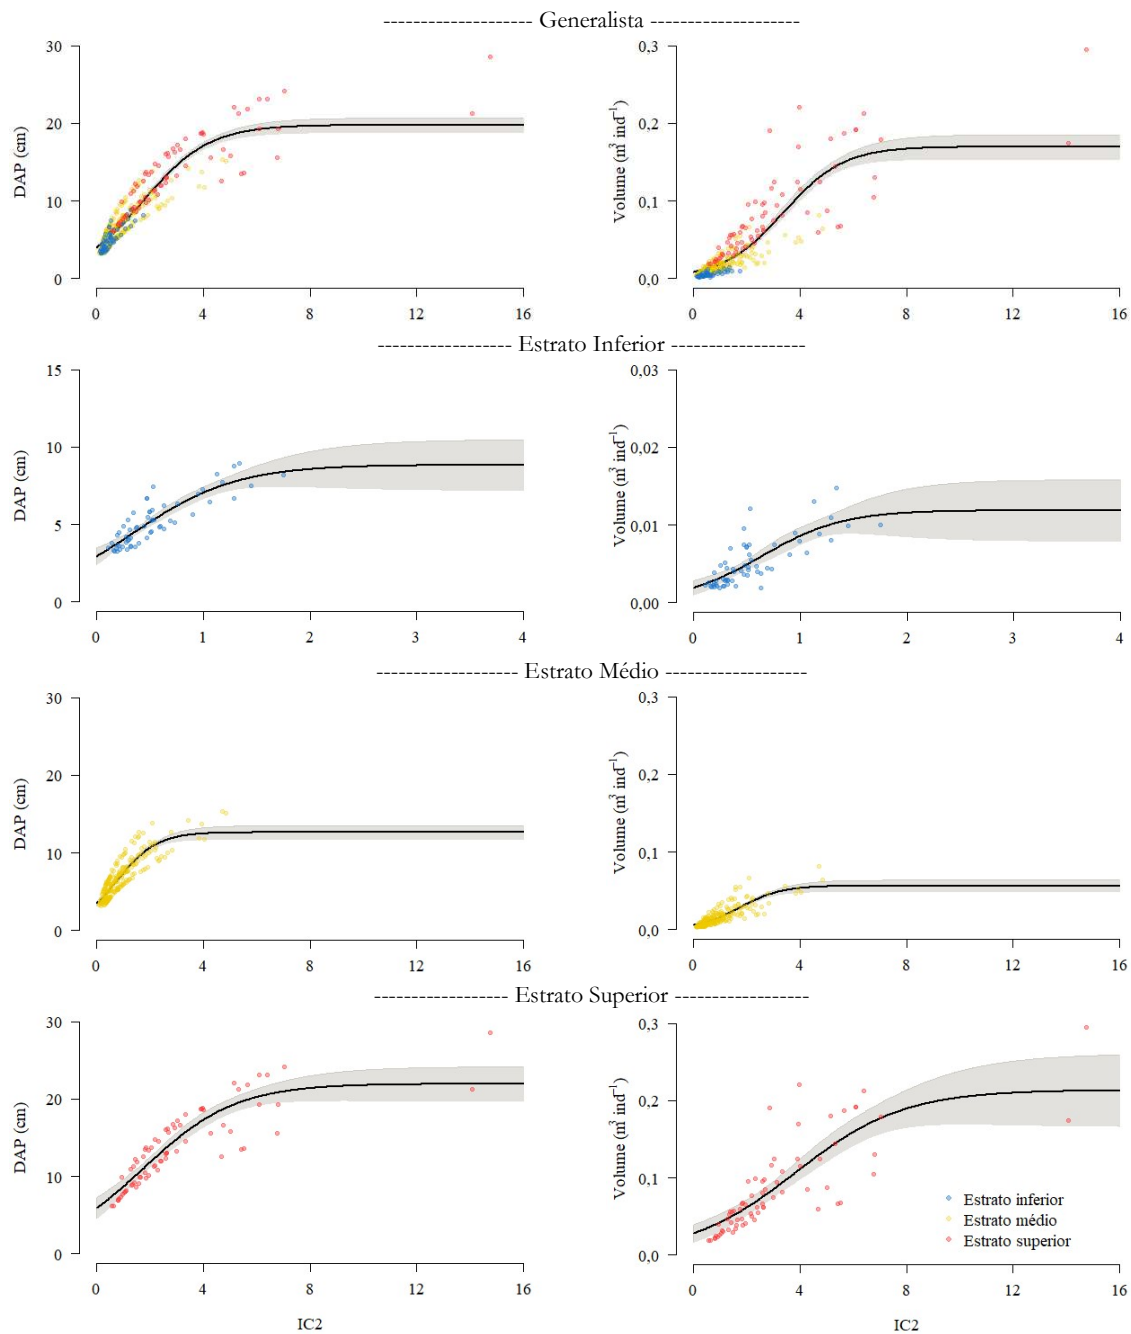 ------------------- Generalista -------------------
30
20
10
0
DAP (cm)
0 4 8 12 16
0,3
0,2
0,1
0,0
Volume (m³ ind⁻¹)
0 4 8 12 16
----------------- Estrato Inferior -----------------
15
10
5
0
DAP (cm)
0 1 2 3 4
0,03
0,01
0,01
0,00
Volume (m³ ind⁻¹)
0 1 2 3 4
------------------ Estrato Médio ------------------
30
20
10
0
DAP (cm)
0 4 8 12 16
0,3
0,2
0,1
0,0
Volume (m³ ind⁻¹)
0 4 8 12 16
----------------- Estrato Superior -----------------
30
20
10
0
DAP (cm)
0 4 8 12 16
IC2
0,3
0,2
0,1
0,0
Volume (m³ ind⁻¹)
Estrato inferior
Estrato médio
Estrato superior
0 4 8 12 16
IC2